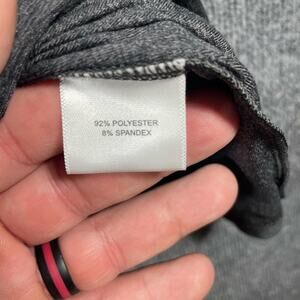 92% POLYESTER
8% SPANDEX